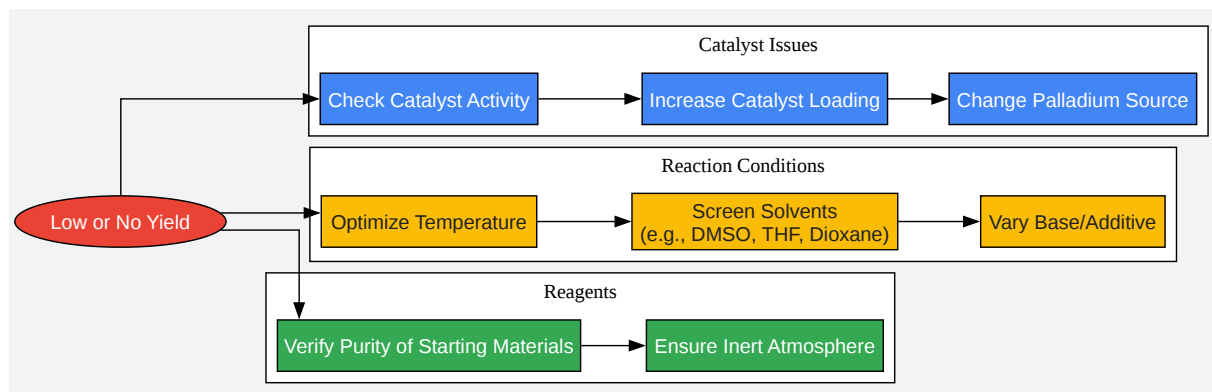 Catalyst Issues
Check Catalyst Activity
Increase Catalyst Loading
Change Palladium Source
Reaction Conditions
Low or No Yield
Optimize Temperature
Screen Solvents
(e.g., DMSO, THF, Dioxane)
Vary Base/Additive
Reagents
Verify Purity of Starting Materials
Ensure Inert Atmosphere